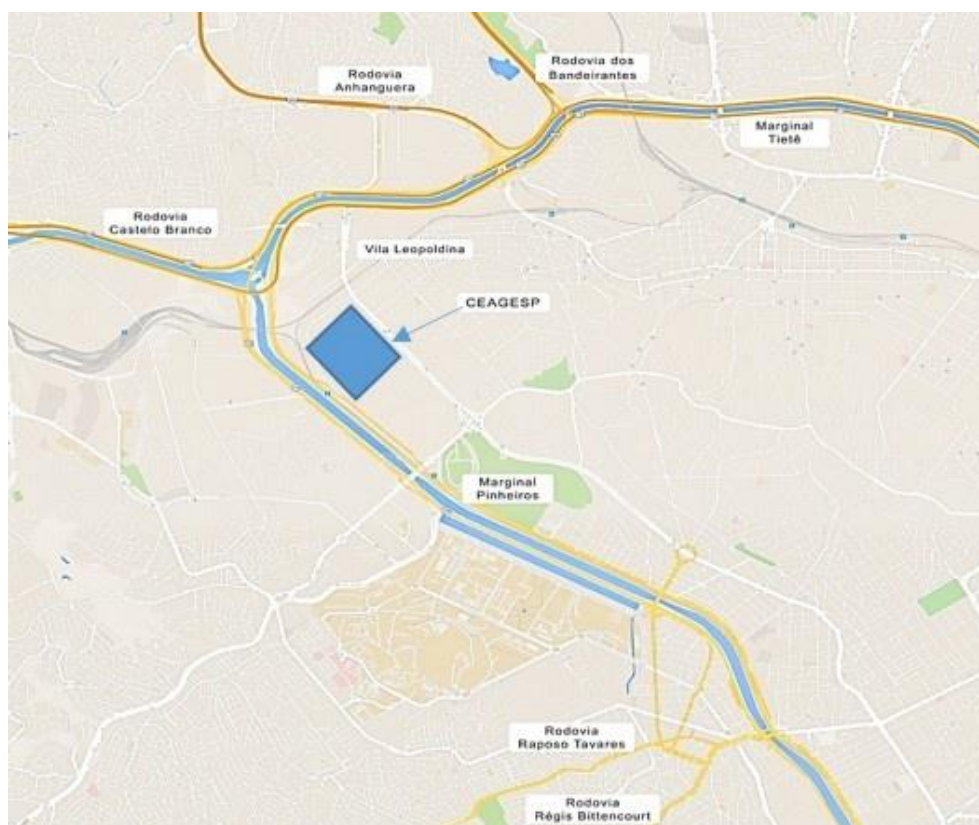 Rodovia dos
Bandeirantes
Rodovia
Anhanguera
Marginal
Tietê
Rodovia
Castelo Branco
Vila Leopoldina
CEAGESP
Marginal
Pinheiros
Rodovia
Raposo Tavares
Rodovia
Régis Bittencourt